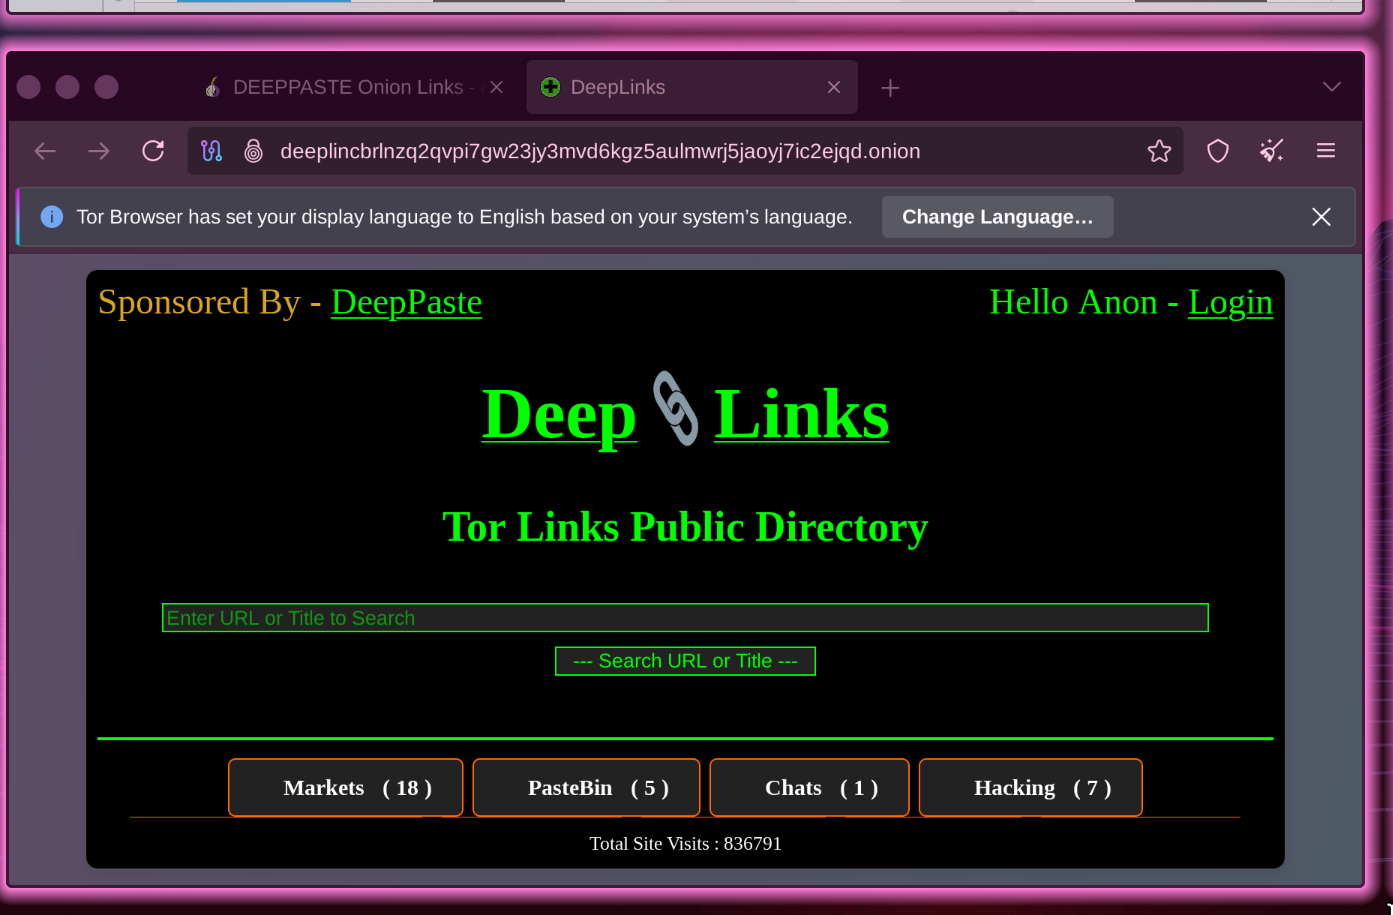 DEEPPASTE Onion Links -
DeepLinks
deeplincbrlnzq2qvpi7gw23jy3mvd6kgz5aulmwrj5jaoyj7ic2ejqd.onion
Tor Browser has set your display language to English based on your system's language.
Change Language…
Sponsored By - DeepPaste
Hello Anon - Login
Deep Links
Tor Links Public Directory
Enter URL or Title to Search
--- Search URL or Title ---
Markets ( 18 )
PasteBin ( 5 )
Chats ( 1 )
Hacking ( 7 )
Total Site Visits : 836791